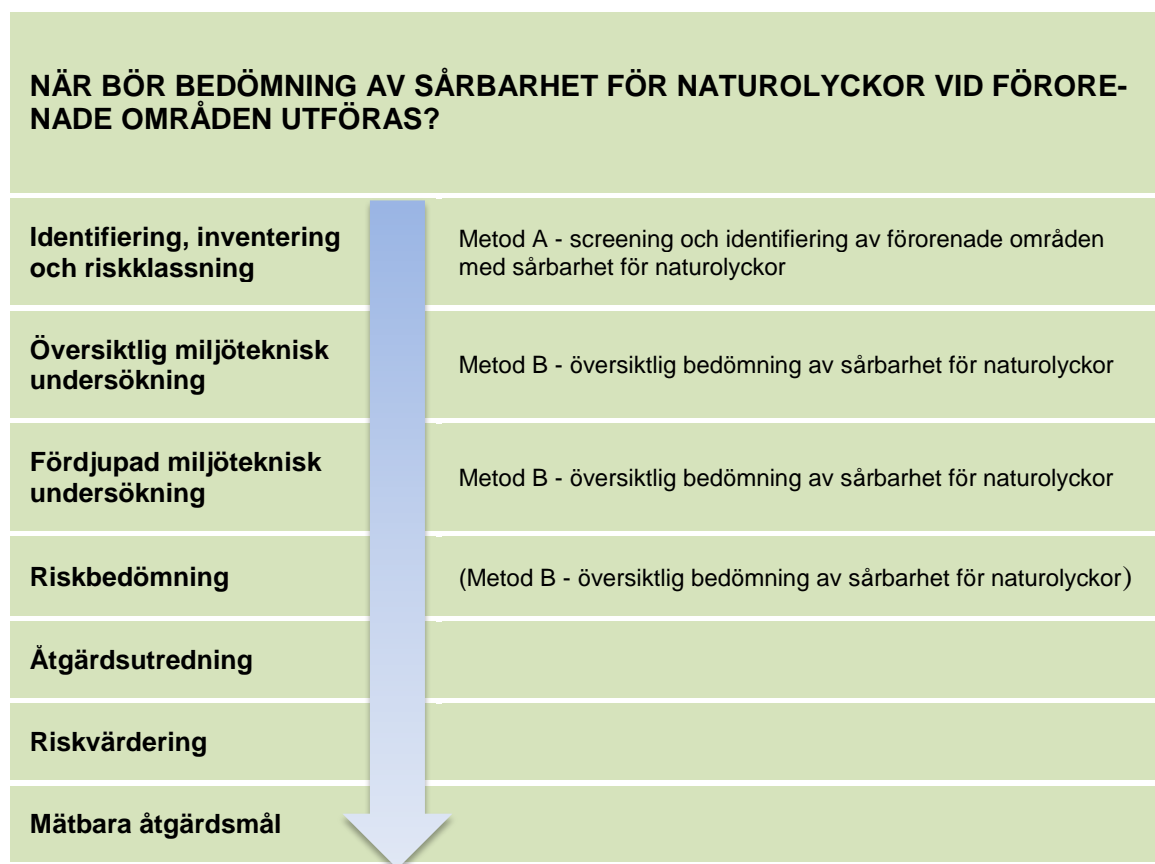 NÄR BÖR BEDÖMNING AV SÅRBARHET FÖR NATUROLYCKOR VID FÖRORE-
NADE OMRÅDEN UTFÖRAS?
Identifiering, inventering
och riskklassning
Metod A - screening och identifiering av förorenade områden
med sårbarhet för naturolyckor
Översiktlig miljöteknisk
undersökning
Metod B - översiktlig bedömning av sårbarhet för naturolyckor
Fördjupad miljöteknisk
undersökning
Metod B - översiktlig bedömning av sårbarhet för naturolyckor
Riskbedömning
(Metod B - översiktlig bedömning av sårbarhet för naturolyckor)
Åtgärdsutredning
Riskvärdering
Mätbara åtgärdsmål